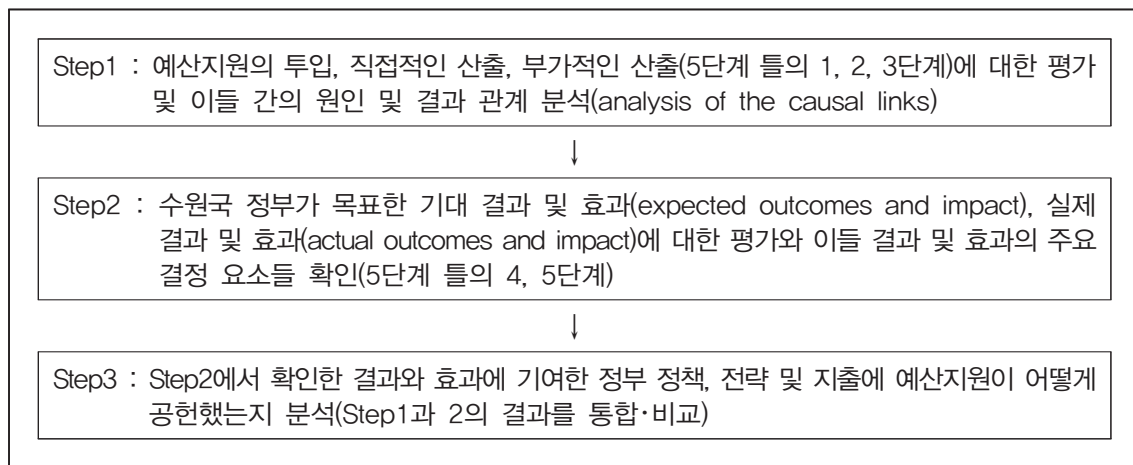 Step1 : 예산지원의 투입, 직접적인 산출, 부가적인 산출(5단계 틀의 1, 2, 3단계)에 대한 평가
및 이들 간의 원인 및 결과 관계 분석(analysis of the causal links)
↓
Step2 : 수원국 정부가 목표한 기대 결과 및 효과(expected outcomes and impact), 실제
결과 및 효과(actual outcomes and impact)에 대한 평가와 이들 결과 및 효과의 주요
결정 요소들 확인(5단계 틀의 4, 5단계)
↓
Step3 : Step2에서 확인한 결과와 효과에 기여한 정부 정책, 전략 및 지출에 예산지원이 어떻게
공헌했는지 분석(Step1과 2의 결과를 통합·비교)